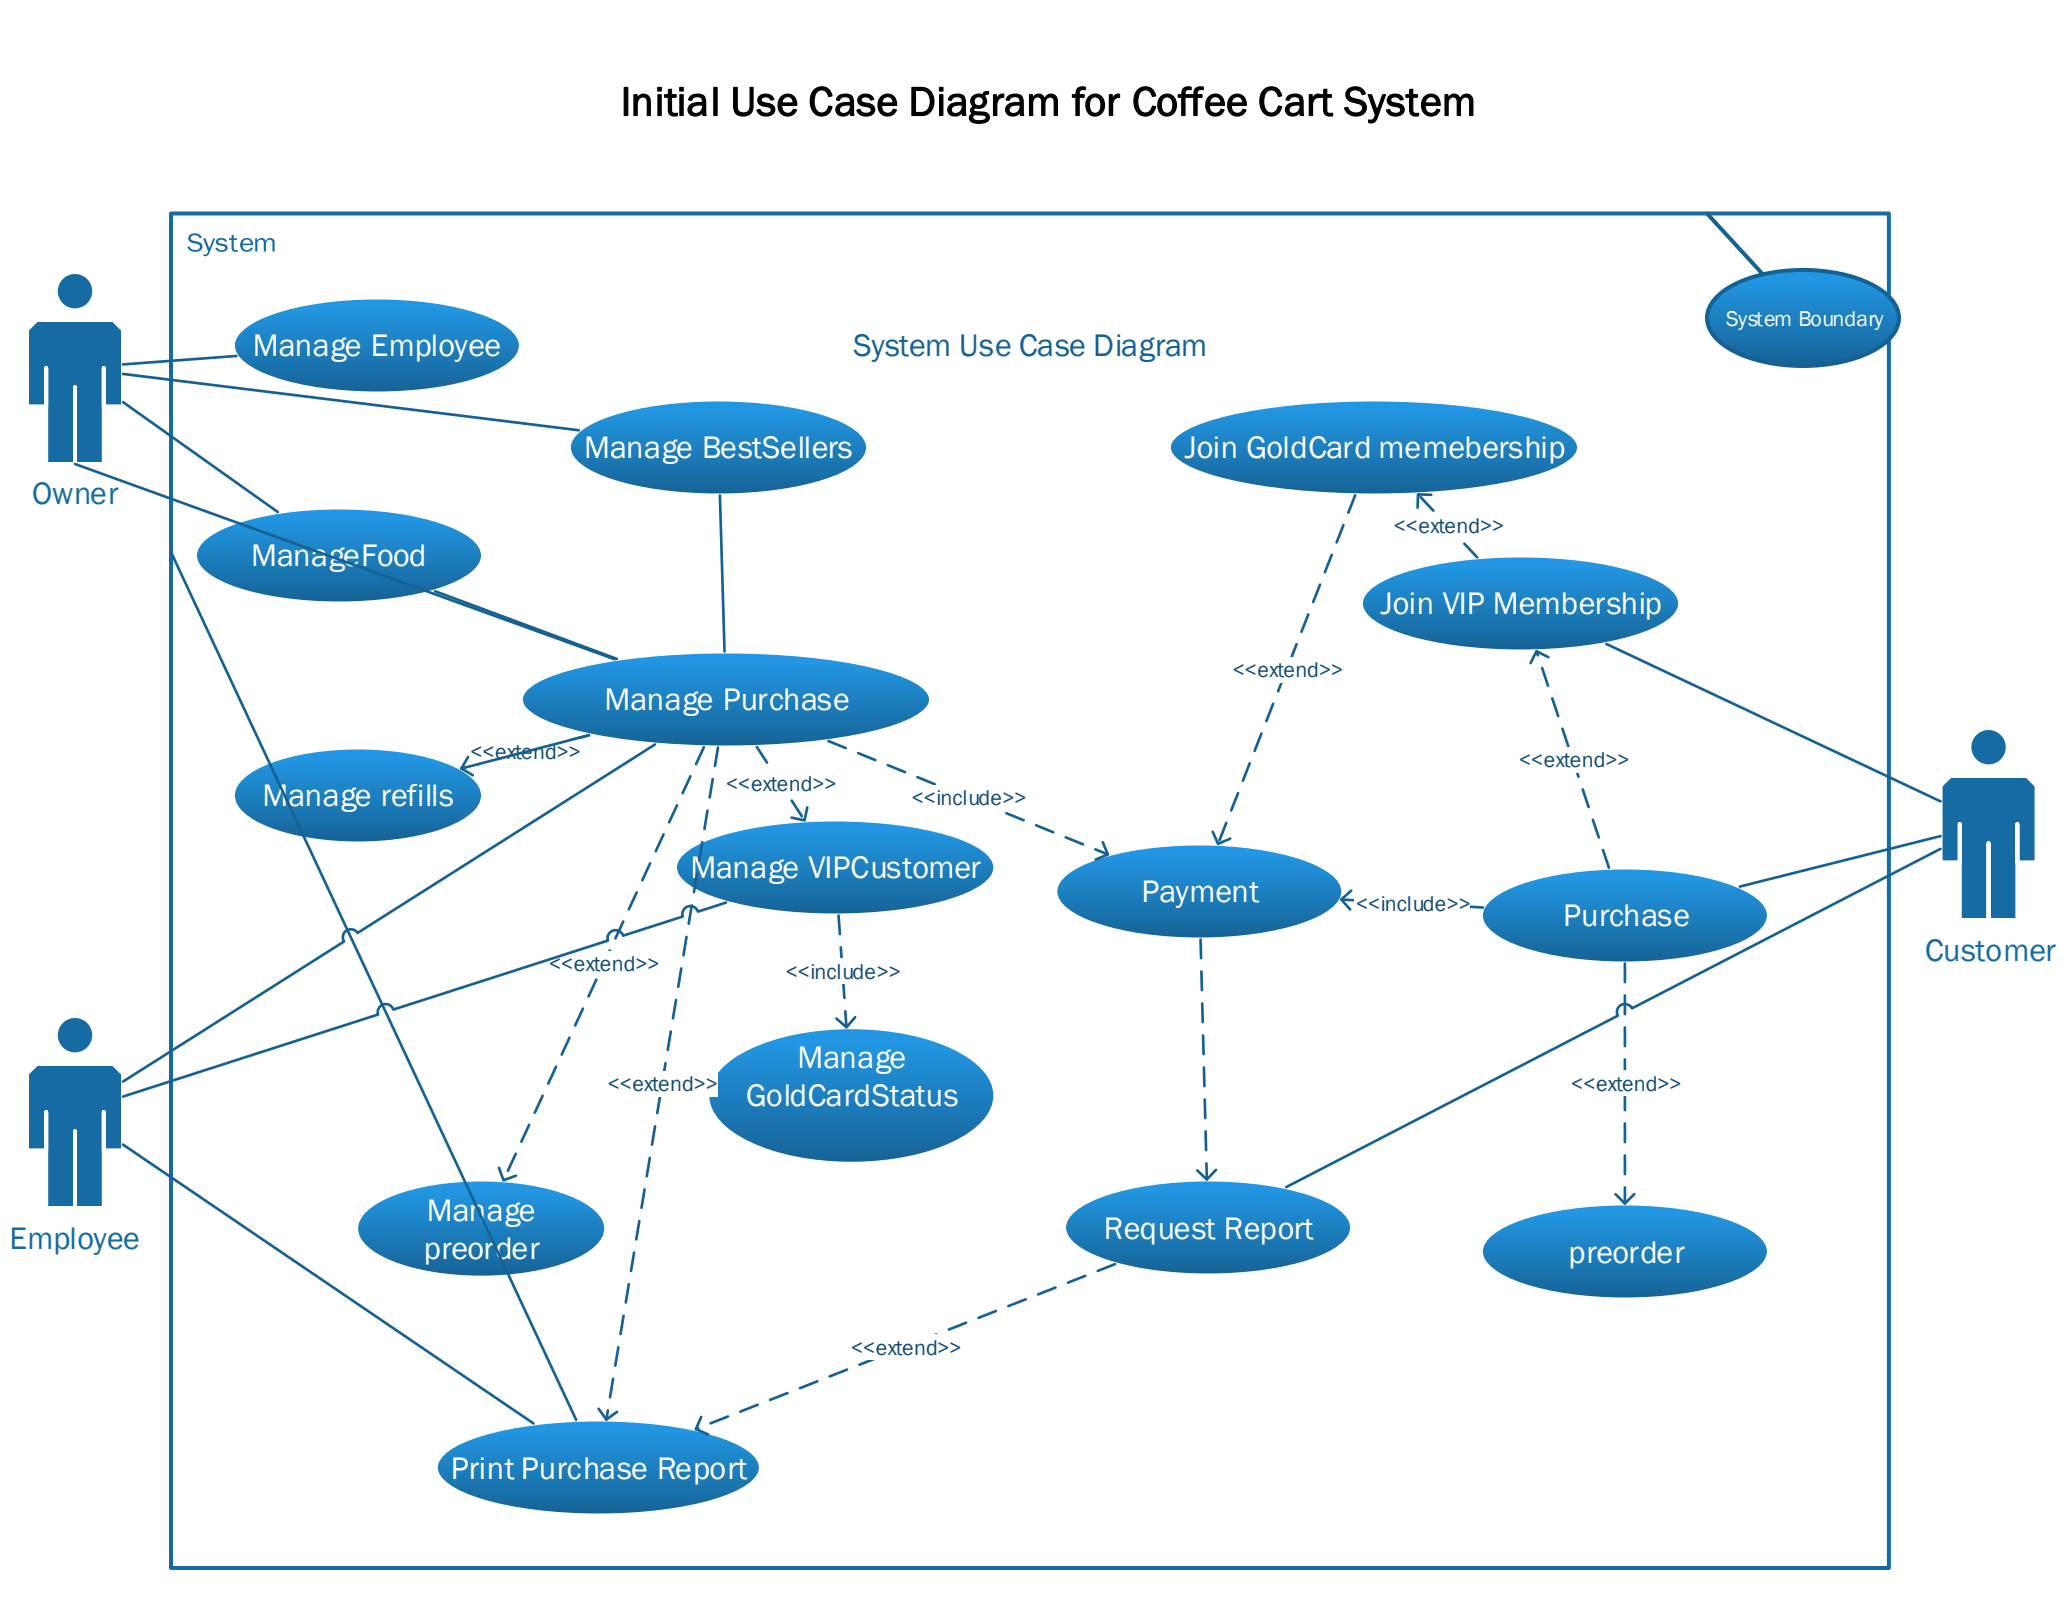 Initial Use Case Diagram for Coffee Cart System
System
System Boundary
Manage Employee
System Use Case Diagram
Manage BestSellers
Join GoldCard memebership
Owner
<<extend>>
ManageFood
Join VIP Membership
<<extend>>
Manage Purchase
<<extend>>
<<extend>>
<<extend>>
<<include>>
Manage refills
Manage VIPCustomer
Payment
<<include>>
Purchase
Customer
<<extend>>
<<include>>
Manage
GoldCardStatus
<<extend>>
<<extend>>
Employee
Manage
preorder
Request Report
preorder
<<extend>>
Print Purchase Report